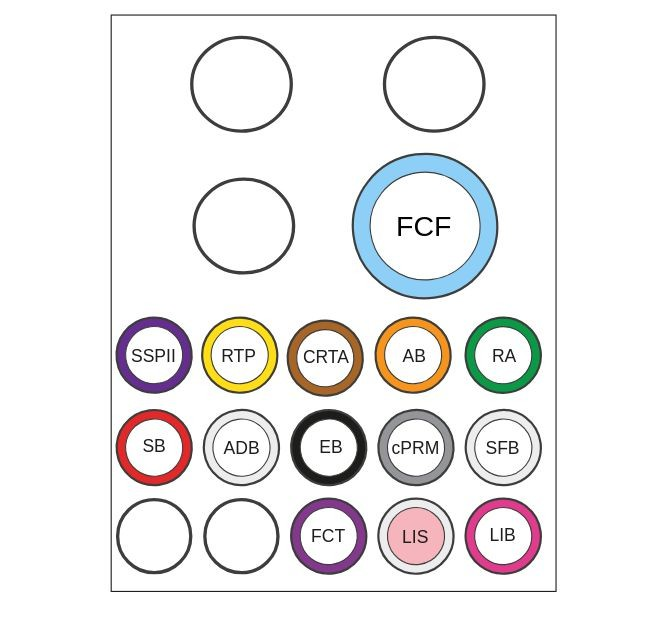 FCF
SSPII RTP CRTA AB RA
SB ADB EB cPRM SFB
FCT LIS LIB